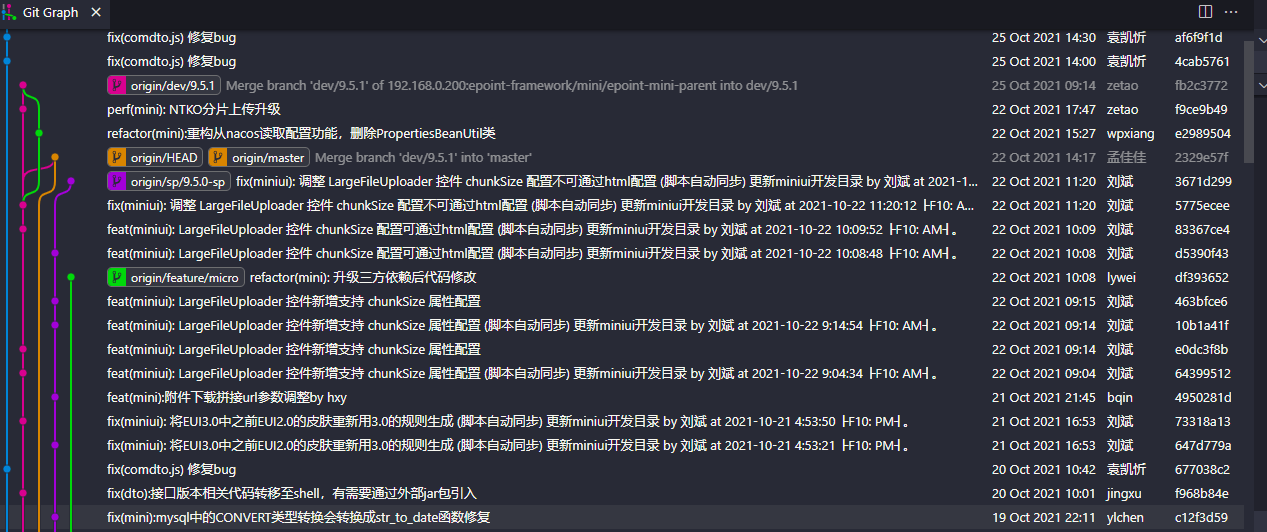 Git Graph
fix(comdto.js) 修复bug 25 Oct 2021 14:30 袁凯忻 af6f9f1d
fix(comdto.js) 修复bug 25 Oct 2021 14:00 袁凯忻 4cab5761
origin/dev/9.5.1 Merge branch 'dev/9.5.1' of 192.168.0.200:epoint-framework/mini/epoint-mini-parent into dev/9.5.1 25 Oct 2021 09:14 zetao fb2c3772
perf(mini): NTKO分片上传升级 22 Oct 2021 17:47 zetao f9ce9b49
refactor(mini):重构从nacos读取配置功能，删除PropertiesBeanUtil类 22 Oct 2021 15:27 wpxiang e2989504
origin/HEAD origin/master Merge branch 'dev/9.5.1' into 'master' 22 Oct 2021 14:17 孟佳佳 2329e57f
origin/sp/9.5.0-sp fix(miniui): 调整 LargeFileUploader 控件 chunkSize 配置不可通过html配置 (脚本自动同步) 更新miniui开发目录 by 刘斌 at 2021-1... 22 Oct 2021 11:20 刘斌 3671d299
fix(miniui): 调整 LargeFileUploader 控件 chunkSize 配置不可通过html配置 (脚本自动同步) 更新miniui开发目录 by 刘斌 at 2021-10-22 11:20:12 ├F10: A... 22 Oct 2021 11:20 刘斌 5775ecee
feat(miniui): LargeFileUploader 控件 chunkSize 配置可通过html配置 (脚本自动同步) 更新miniui开发目录 by 刘斌 at 2021-10-22 10:09:52 ├F10: AM┤。 22 Oct 2021 10:09 刘斌 83367ce4
feat(miniui): LargeFileUploader 控件 chunkSize 配置可通过html配置 (脚本自动同步) 更新miniui开发目录 by 刘斌 at 2021-10-22 10:08:48 ├F10: AM┤。 22 Oct 2021 10:08 刘斌 d5390f43
origin/feature/micro refactor(mini): 升级三方依赖后代码修改 22 Oct 2021 10:08 lywei df393652
feat(miniui): LargeFileUploader 控件新增支持 chunkSize 属性配置 22 Oct 2021 09:15 刘斌 463bfce6
feat(miniui): LargeFileUploader 控件新增支持 chunkSize 属性配置 (脚本自动同步) 更新miniui开发目录 by 刘斌 at 2021-10-22 9:14:54 ├F10: AM┤。 22 Oct 2021 09:14 刘斌 10b1a41f
feat(miniui): LargeFileUploader 控件新增支持 chunkSize 属性配置 22 Oct 2021 09:14 刘斌 e0dc3f8b
feat(miniui): LargeFileUploader 控件新增支持 chunkSize 属性配置 (脚本自动同步) 更新miniui开发目录 by 刘斌 at 2021-10-22 9:04:34 ├F10: AM┤。 22 Oct 2021 09:04 刘斌 64399512
feat(mini):附件下载拼接url参数调整by hxy 21 Oct 2021 21:45 bqin 4950281d
fix(miniui): 将EUI3.0中之前EUI2.0的皮肤重新用3.0的规则生成 (脚本自动同步) 更新miniui开发目录 by 刘斌 at 2021-10-21 4:53:50 ├F10: PM┤。 21 Oct 2021 16:53 刘斌 73318a13
fix(miniui): 将EUI3.0中之前EUI2.0的皮肤重新用3.0的规则生成 (脚本自动同步) 更新miniui开发目录 by 刘斌 at 2021-10-21 4:53:21 ├F10: PM┤。 21 Oct 2021 16:53 刘斌 647d779a
fix(comdto.js) 修复bug 20 Oct 2021 10:42 袁凯忻 677038c2
fix(dto):接口版本相关代码转移至shell，有需要通过外部jar包引入 20 Oct 2021 10:01 jingxu f968b84e
fix(mini):mysql中的CONVERT类型转换会转换成str_to_date函数修复 19 Oct 2021 22:11 ylchen c12f3d59